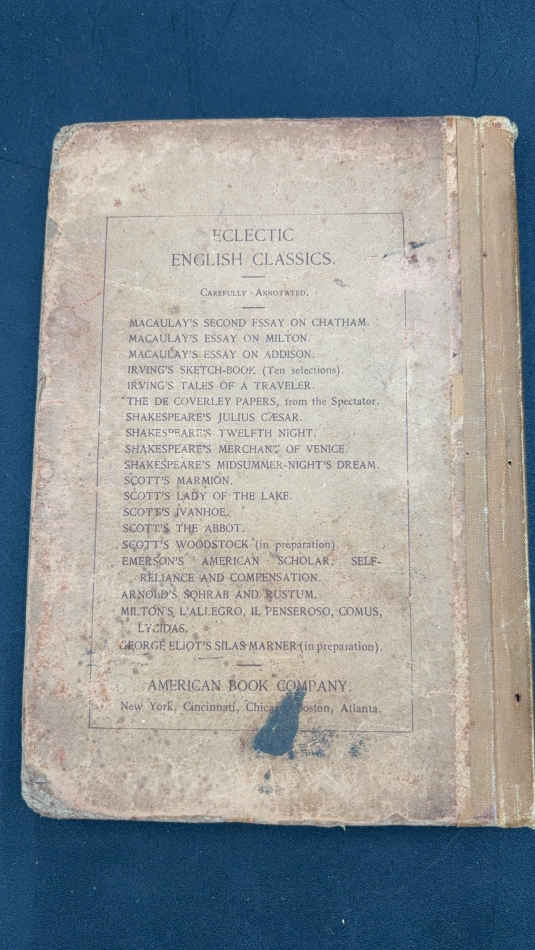 ECLECTIC
ENGLISH CLASSICS.
CAREFULLY ANNOTATED.
MACAULAY'S SECOND ESSAY ON CHATHAM.
MACAULAY'S ESSAY ON MILTON.
MACAULAY'S ESSAY ON ADDISON.
IRVING'S SKETCH-BOOK (Ten selections).
IRVING'S TALES OF A TRAVELER.
THE DE COVERLEY PAPERS, from the Spectator.
SHAKESPEARE'S JULIUS CÆSAR.
SHAKESPEARE'S TWELFTH NIGHT.
SHAKESPEARE'S MERCHANT OF VENICE.
SHAKESPEARE'S MIDSUMMER-NIGHT'S DREAM.
SCOTT'S MARMION.
SCOTT'S LADY OF THE LAKE.
SCOTT'S IVANHOE.
SCOTT'S THE ABBOT.
SCOTT'S WOODSTOCK (in preparation)
EMERSON'S AMERICAN SCHOLAR, SELF-
RELIANCE AND COMPENSATION.
ARNOLD'S SOHRAB AND RUSTUM.
MILTON'S L'ALLEGRO, IL PENSEROSO, COMUS,
LYCIDAS.
GEORGE ELIOT'S SILAS MARNER (in preparation).
AMERICAN BOOK COMPANY.
New York, Cincinnati, Chicago, Boston, Atlanta.